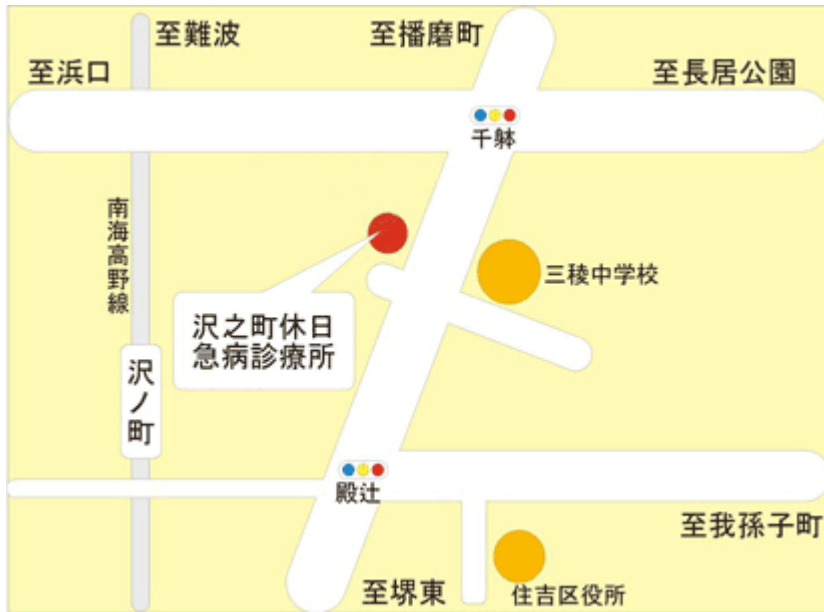 至難波
至播磨町
至浜口
至長居公園
千躰
南海高野線
三稜中学校
沢之町休日
急病診療所
沢ノ町
殿辻
至我孫子町
至堺東
住吉区役所